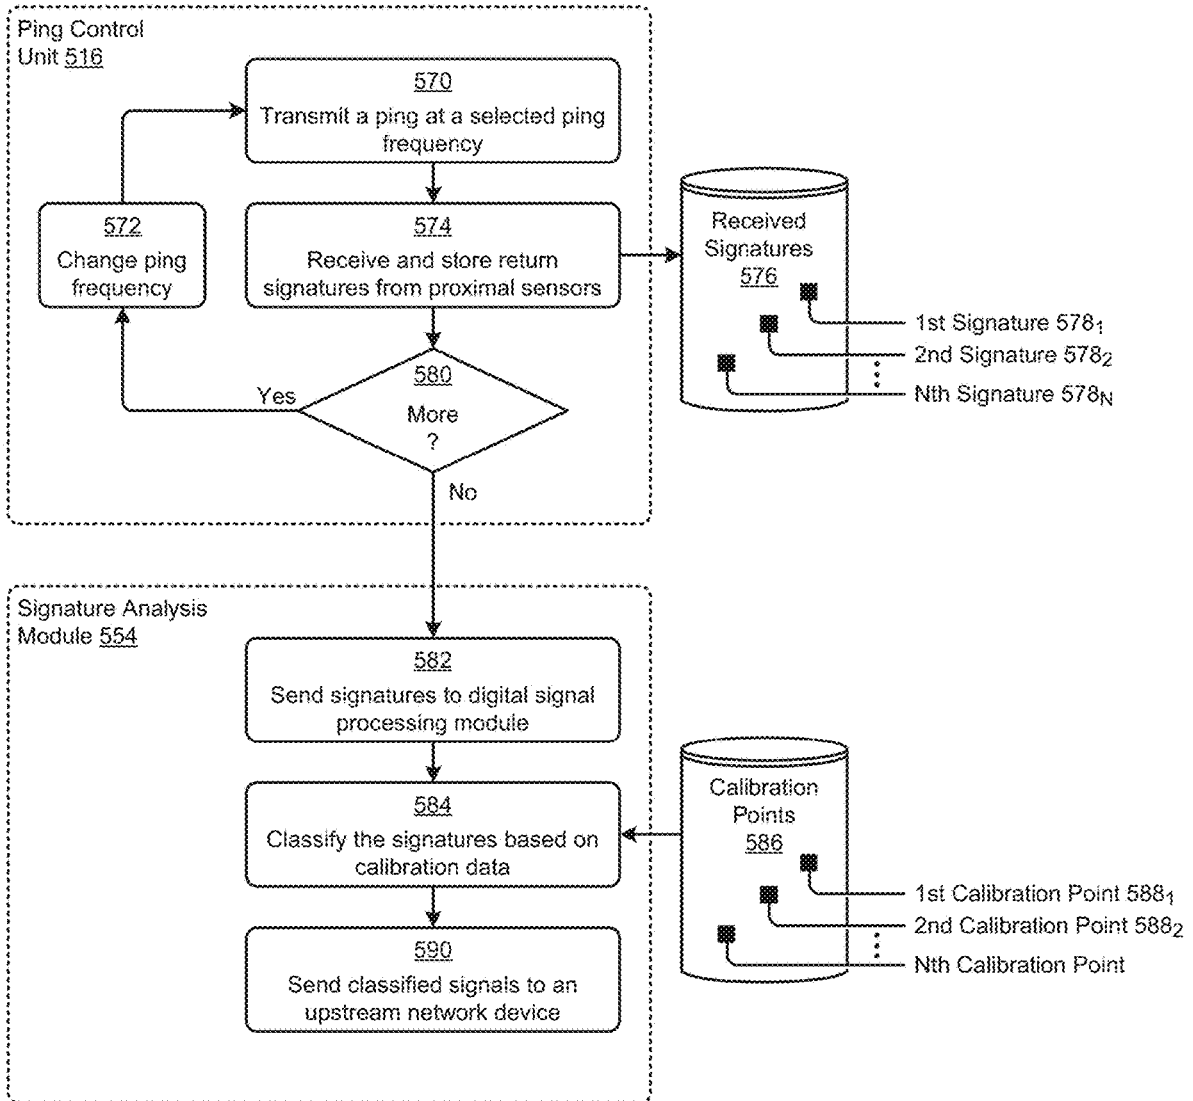 Ping Control
Unit 516
570
Transmit a ping at a selected ping
frequency
572
Change ping
frequency
574
Receive and store return
signatures from proximal sensors
Received
Signatures
576
1st Signature 578₁
2nd Signature 578₂
Nth Signature 578N
580
More
?
Yes
No
Signature Analysis
Module 554
582
Send signatures to digital signal
processing module
584
Classify the signatures based on
calibration data
Calibration
Points
586
1st Calibration Point 588₁
2nd Calibration Point 588₂
Nth Calibration Point
590
Send classified signals to an
upstream network device